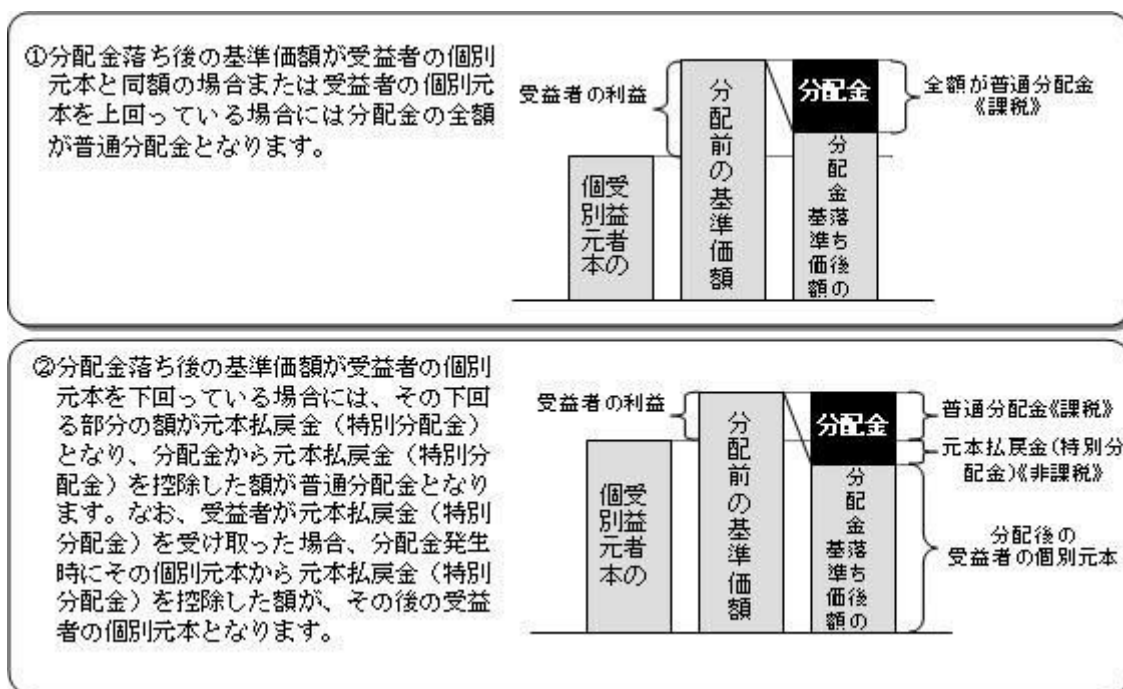 ①分配金落ち後の基準価額が受益者の個別
元本と同額の場合または受益者の個別元
本を上回っている場合には分配金の全額
が普通分配金となります。
受益者の利益
受益者の
個別元本
分配前の基準価額
分配金
分配金落ち後の
基準価額
全額が普通分配金
《課税》
②分配金落ち後の基準価額が受益者の個別
元本を下回っている場合には、その下回
る部分の額が元本払戻金（特別分配金）
となり、分配金から元本払戻金（特別分
配金）を控除した額が普通分配金となり
ます。なお、受益者が元本払戻金（特別
分配金）を受け取った場合、分配金発生
時にその個別元本から元本払戻金（特別
分配金）を控除した額が、その後の受益
者の個別元本となります。
受益者の利益
受益者の
個別元本
分配前の基準価額
分配金
分配金落ち後の
基準価額
普通分配金《課税》
元本払戻金(特別分
配金)《非課税》
分配後の
受益者の個別元本